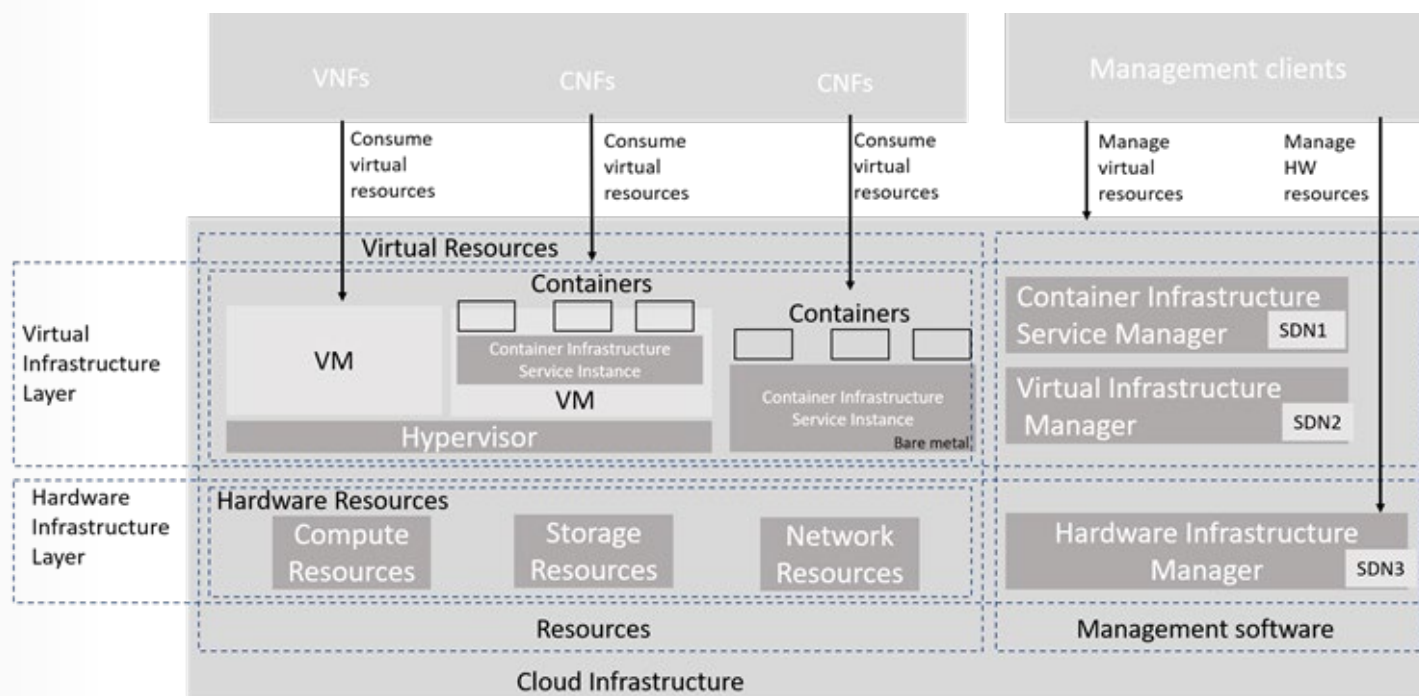 VNFs
CNFs
CNFs
Management clients
Consume
virtual
resources
Consume
virtual
resources
Consume
virtual
resources
Manage
virtual
resources
Manage
HW
resources
Virtual Resources
Virtual
Infrastructure
Layer
Containers
Containers
VM
Container Infrastructure
Service Instance
VM
Hypervisor
Container Infrastructure
Service Instance
Bare metal
Container Infrastructure
Service Manager
SDN1
Virtual Infrastructure
Manager
SDN2
Hardware
Infrastructure
Layer
Hardware Resources
Compute
Resources
Storage
Resources
Network
Resources
Hardware Infrastructure
Manager
SDN3
Resources
Management software
Cloud Infrastructure